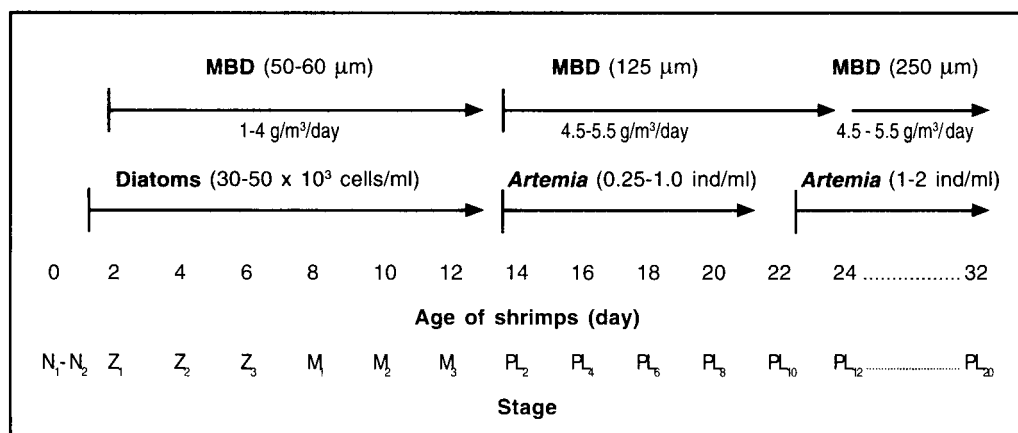 MBD (50-60 μm) MBD (125 μm) MBD (250 μm)
1-4 g/m³/day 4.5-5.5 g/m³/day 4.5 - 5.5 g/m³/day
Diatoms (30-50 x 10³ cells/ml) Artemia (0.25-1.0 ind/ml) Artemia (1-2 ind/ml)
0 2 4 6 8 10 12 14 16 18 20 22 24 ................ 32
Age of shrimps (day)
N₁-N₂ Z₁ Z₂ Z₃ M₁ M₂ M₃ PL₂ PL₄ PL₆ PL₈ PL₁₀ PL₁₂ ................ PL₂₀
Stage